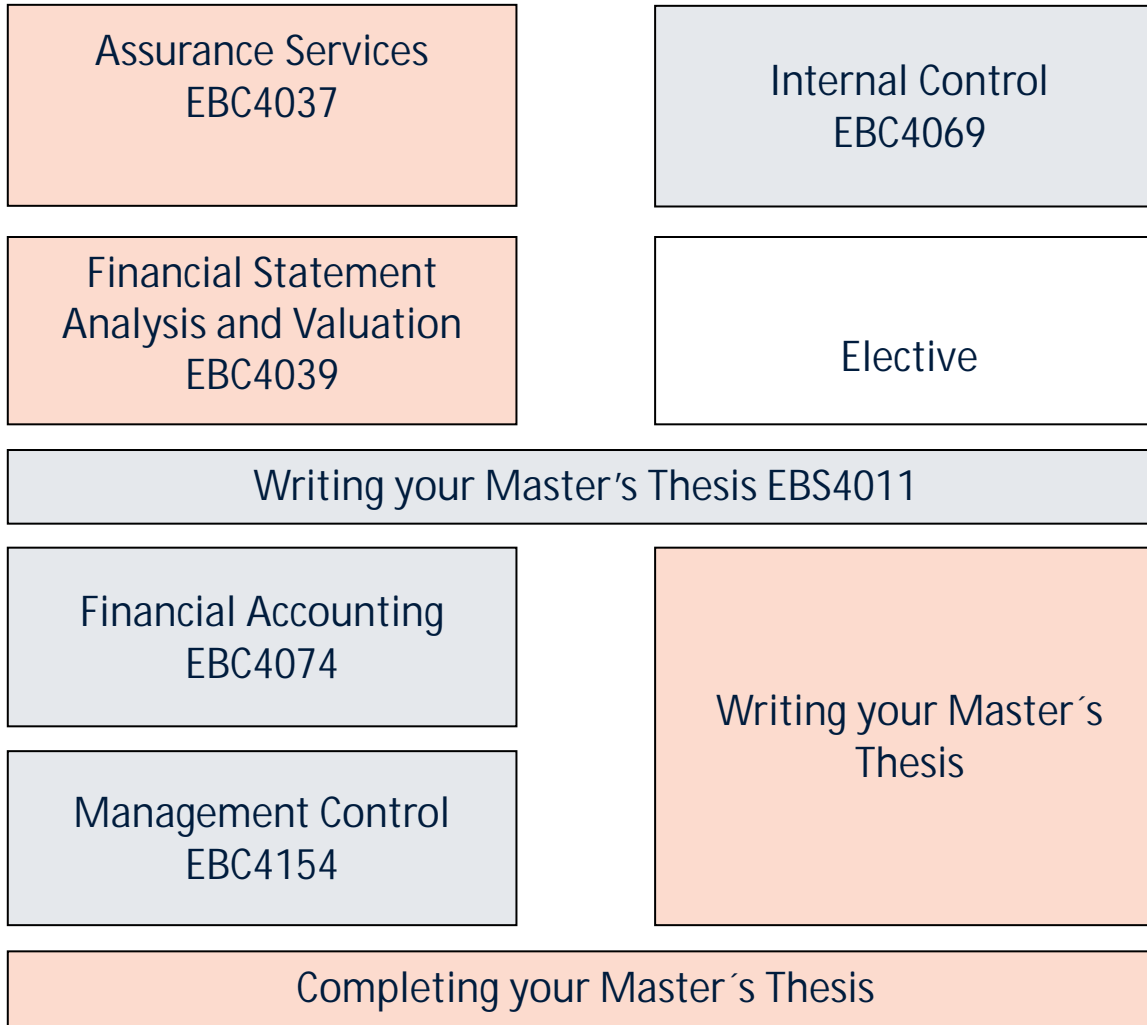 Assurance Services
EBC4037
Internal Control
EBC4069
Financial Statement
Analysis and Valuation
EBC4039
Elective
Writing your Master’s Thesis EBS4011
Financial Accounting
EBC4074
Writing your Master´s
Thesis
Management Control
EBC4154
Completing your Master´s Thesis